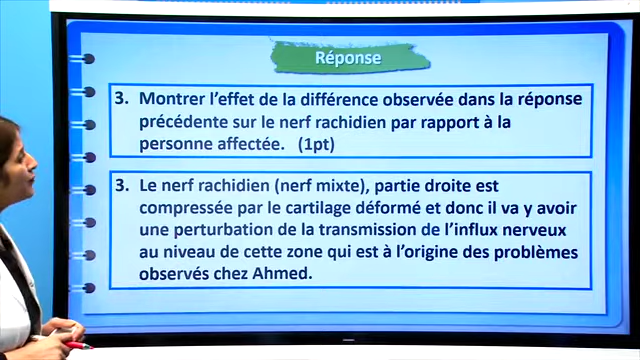 Réponse
3. Montrer l’effet de la différence observée dans la réponse
précédente sur le nerf rachidien par rapport à la
personne affectée. (1pt)
3. Le nerf rachidien (nerf mixte), partie droite est
compressée par le cartilage déformé et donc il va y avoir
une perturbation de la transmission de l’influx nerveux
au niveau de cette zone qui est à l’origine des problèmes
observés chez Ahmed.